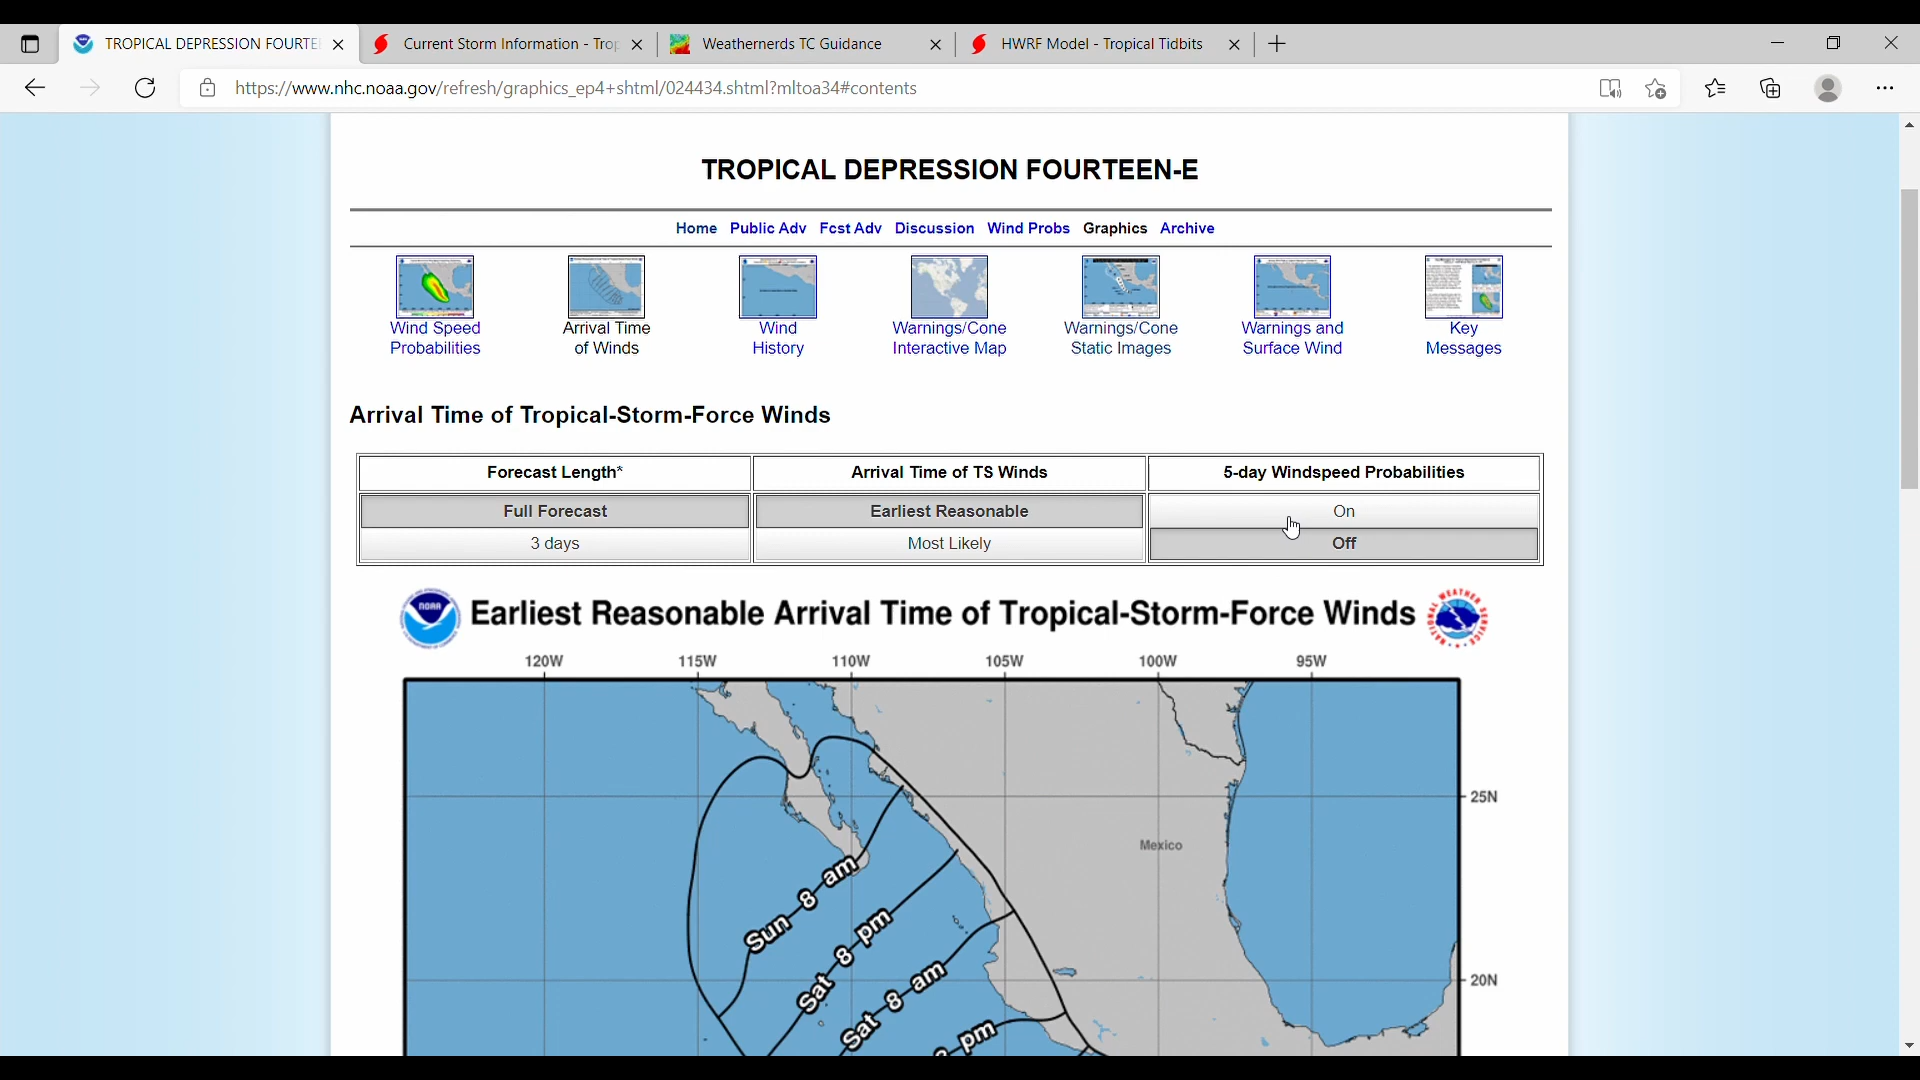 TROPICAL DEPRESSION FOURTE
Current Storm Information - Trop
Weathernerds TC Guidance
HWRF Model - Tropical Tidbits
https://www.nhc.noaa.gov/refresh/graphics_ep4+shtml/024434.shtml?mltoa34#contents
TROPICAL DEPRESSION FOURTEEN-E
Home Public Adv Fcst Adv Discussion Wind Probs Graphics Archive
Wind Speed
Probabilities
Arrival Time
of Winds
Wind
History
Warnings/Cone
Interactive Map
Warnings/Cone
Static Images
Warnings and
Surface Wind
Key
Messages
Arrival Time of Tropical-Storm-Force Winds
Forecast Length* Arrival Time of TS Winds 5-day Windspeed Probabilities
Full Forecast Earliest Reasonable On
3 days Most Likely Off
NOAA
Earliest Reasonable Arrival Time of Tropical-Storm-Force Winds
120W 115W 110W 105W 100W 95W
25N
Mexico
Sun 8 am
Sat 8 pm
20N
Sat 8 am
pm